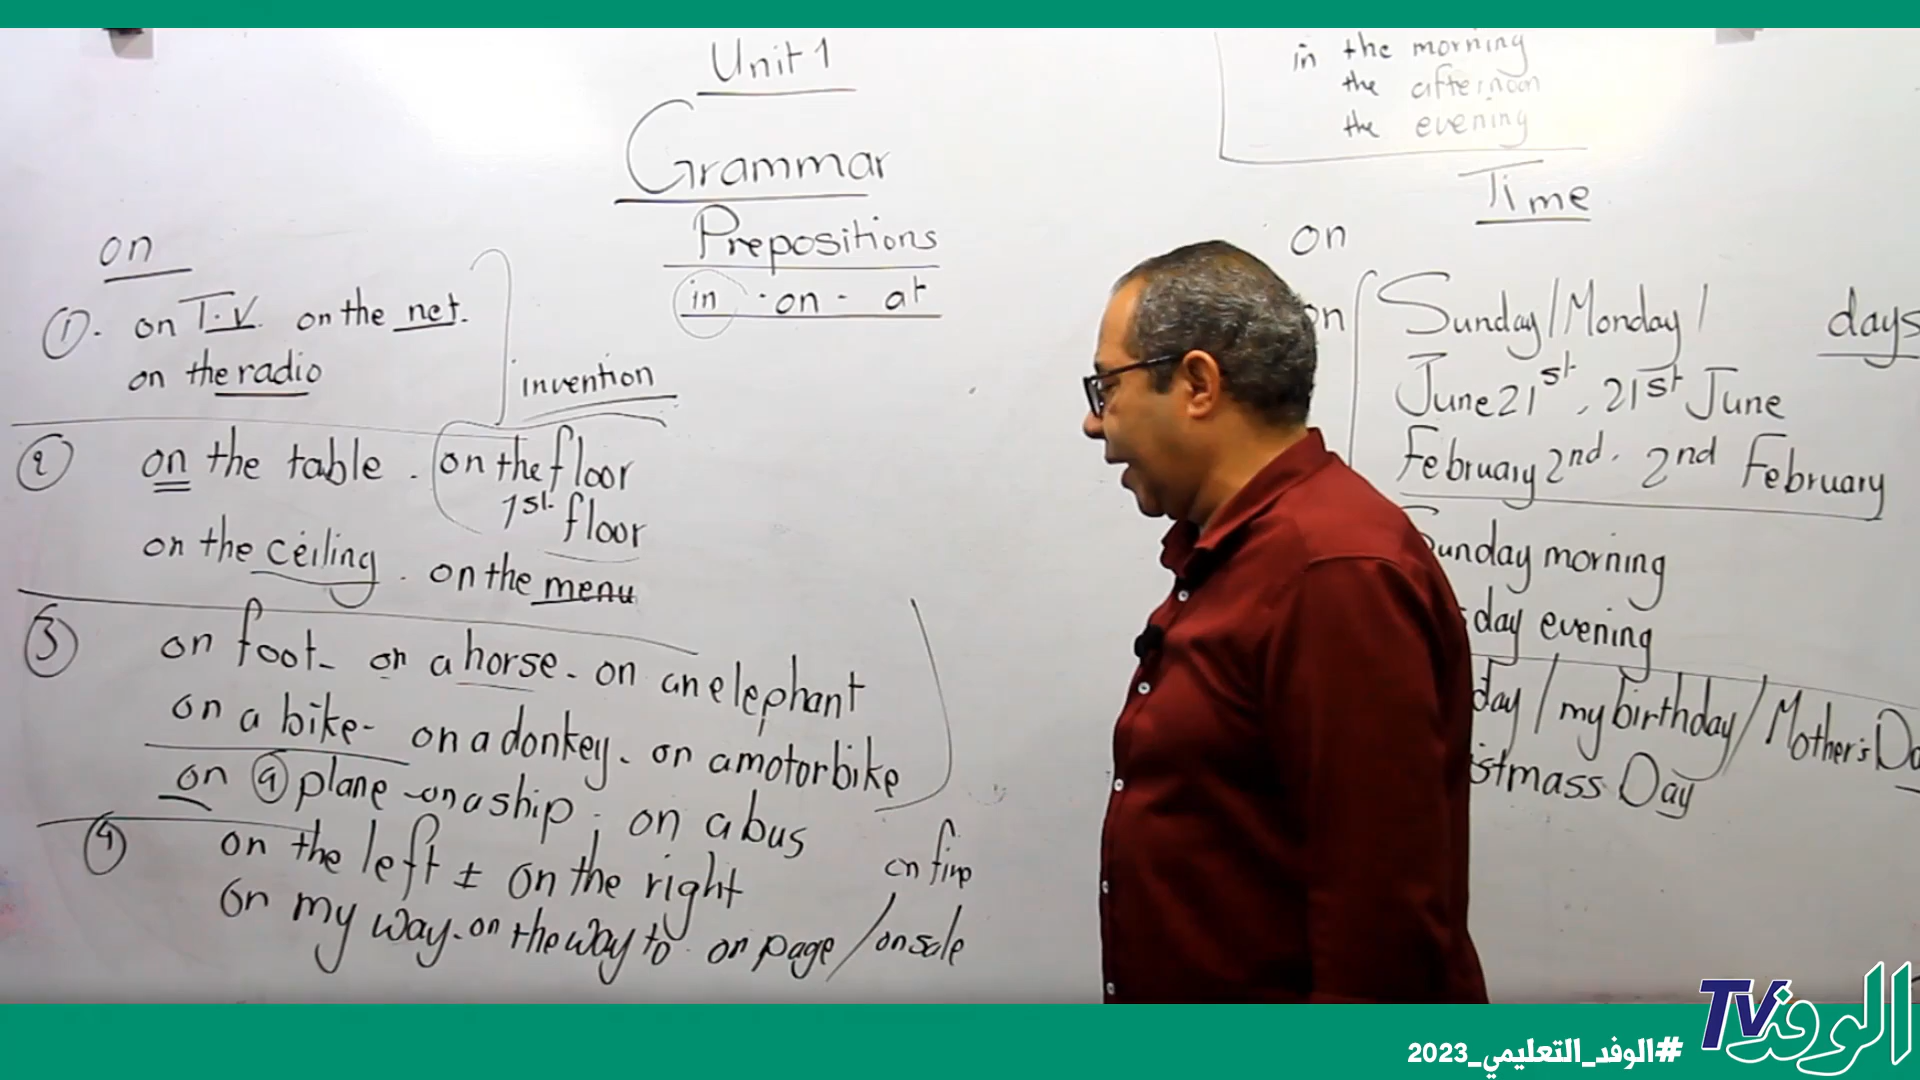 Unit 1
Grammar
Prepositions
in · on - at
on
1. on T.V. on the net.
on the radio
invention
2 on the table . on the floor
1st floor
on the ceiling . on the menu
3 on foot - on a horse - on an elephant
on a bike - on a donkey - on a motorbike
on a plane - on a ship ; on a bus
4 on the left ± on the right
on my way - on the way to . on page / on sale
on
in the morning
the afternoon
the evening
Time
on
on Sunday / Monday / days
June 21st . 21st June
February 2nd . 2nd February
Sunday morning
day evening
day / my birthday / Mother's Da
stmass Day
الوفد TV
#الوفد_التعليمي_2023